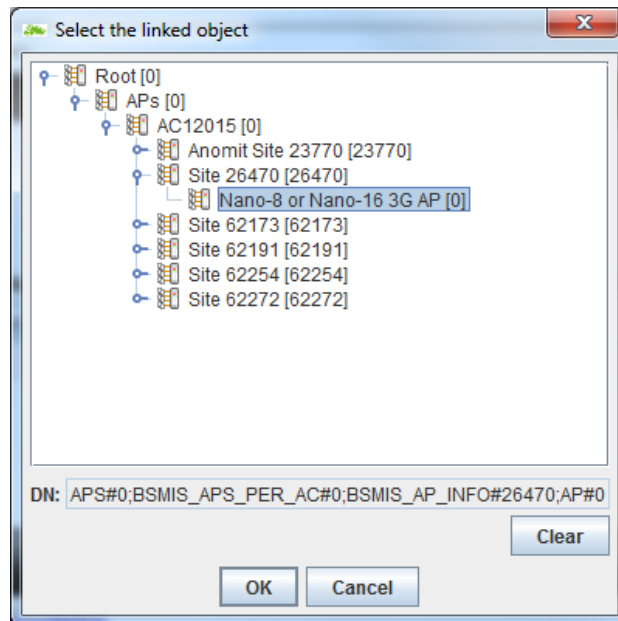 Select the linked object
Root [0]
APs [0]
AC12015 [0]
Anomit Site 23770 [23770]
Site 26470 [26470]
Nano-8 or Nano-16 3G AP [0]
Site 62173 [62173]
Site 62191 [62191]
Site 62254 [62254]
Site 62272 [62272]
DN: APS#0;BSMIS_APS_PER_AC#0;BSMIS_AP_INFO#26470;AP#0
Clear
OK Cancel